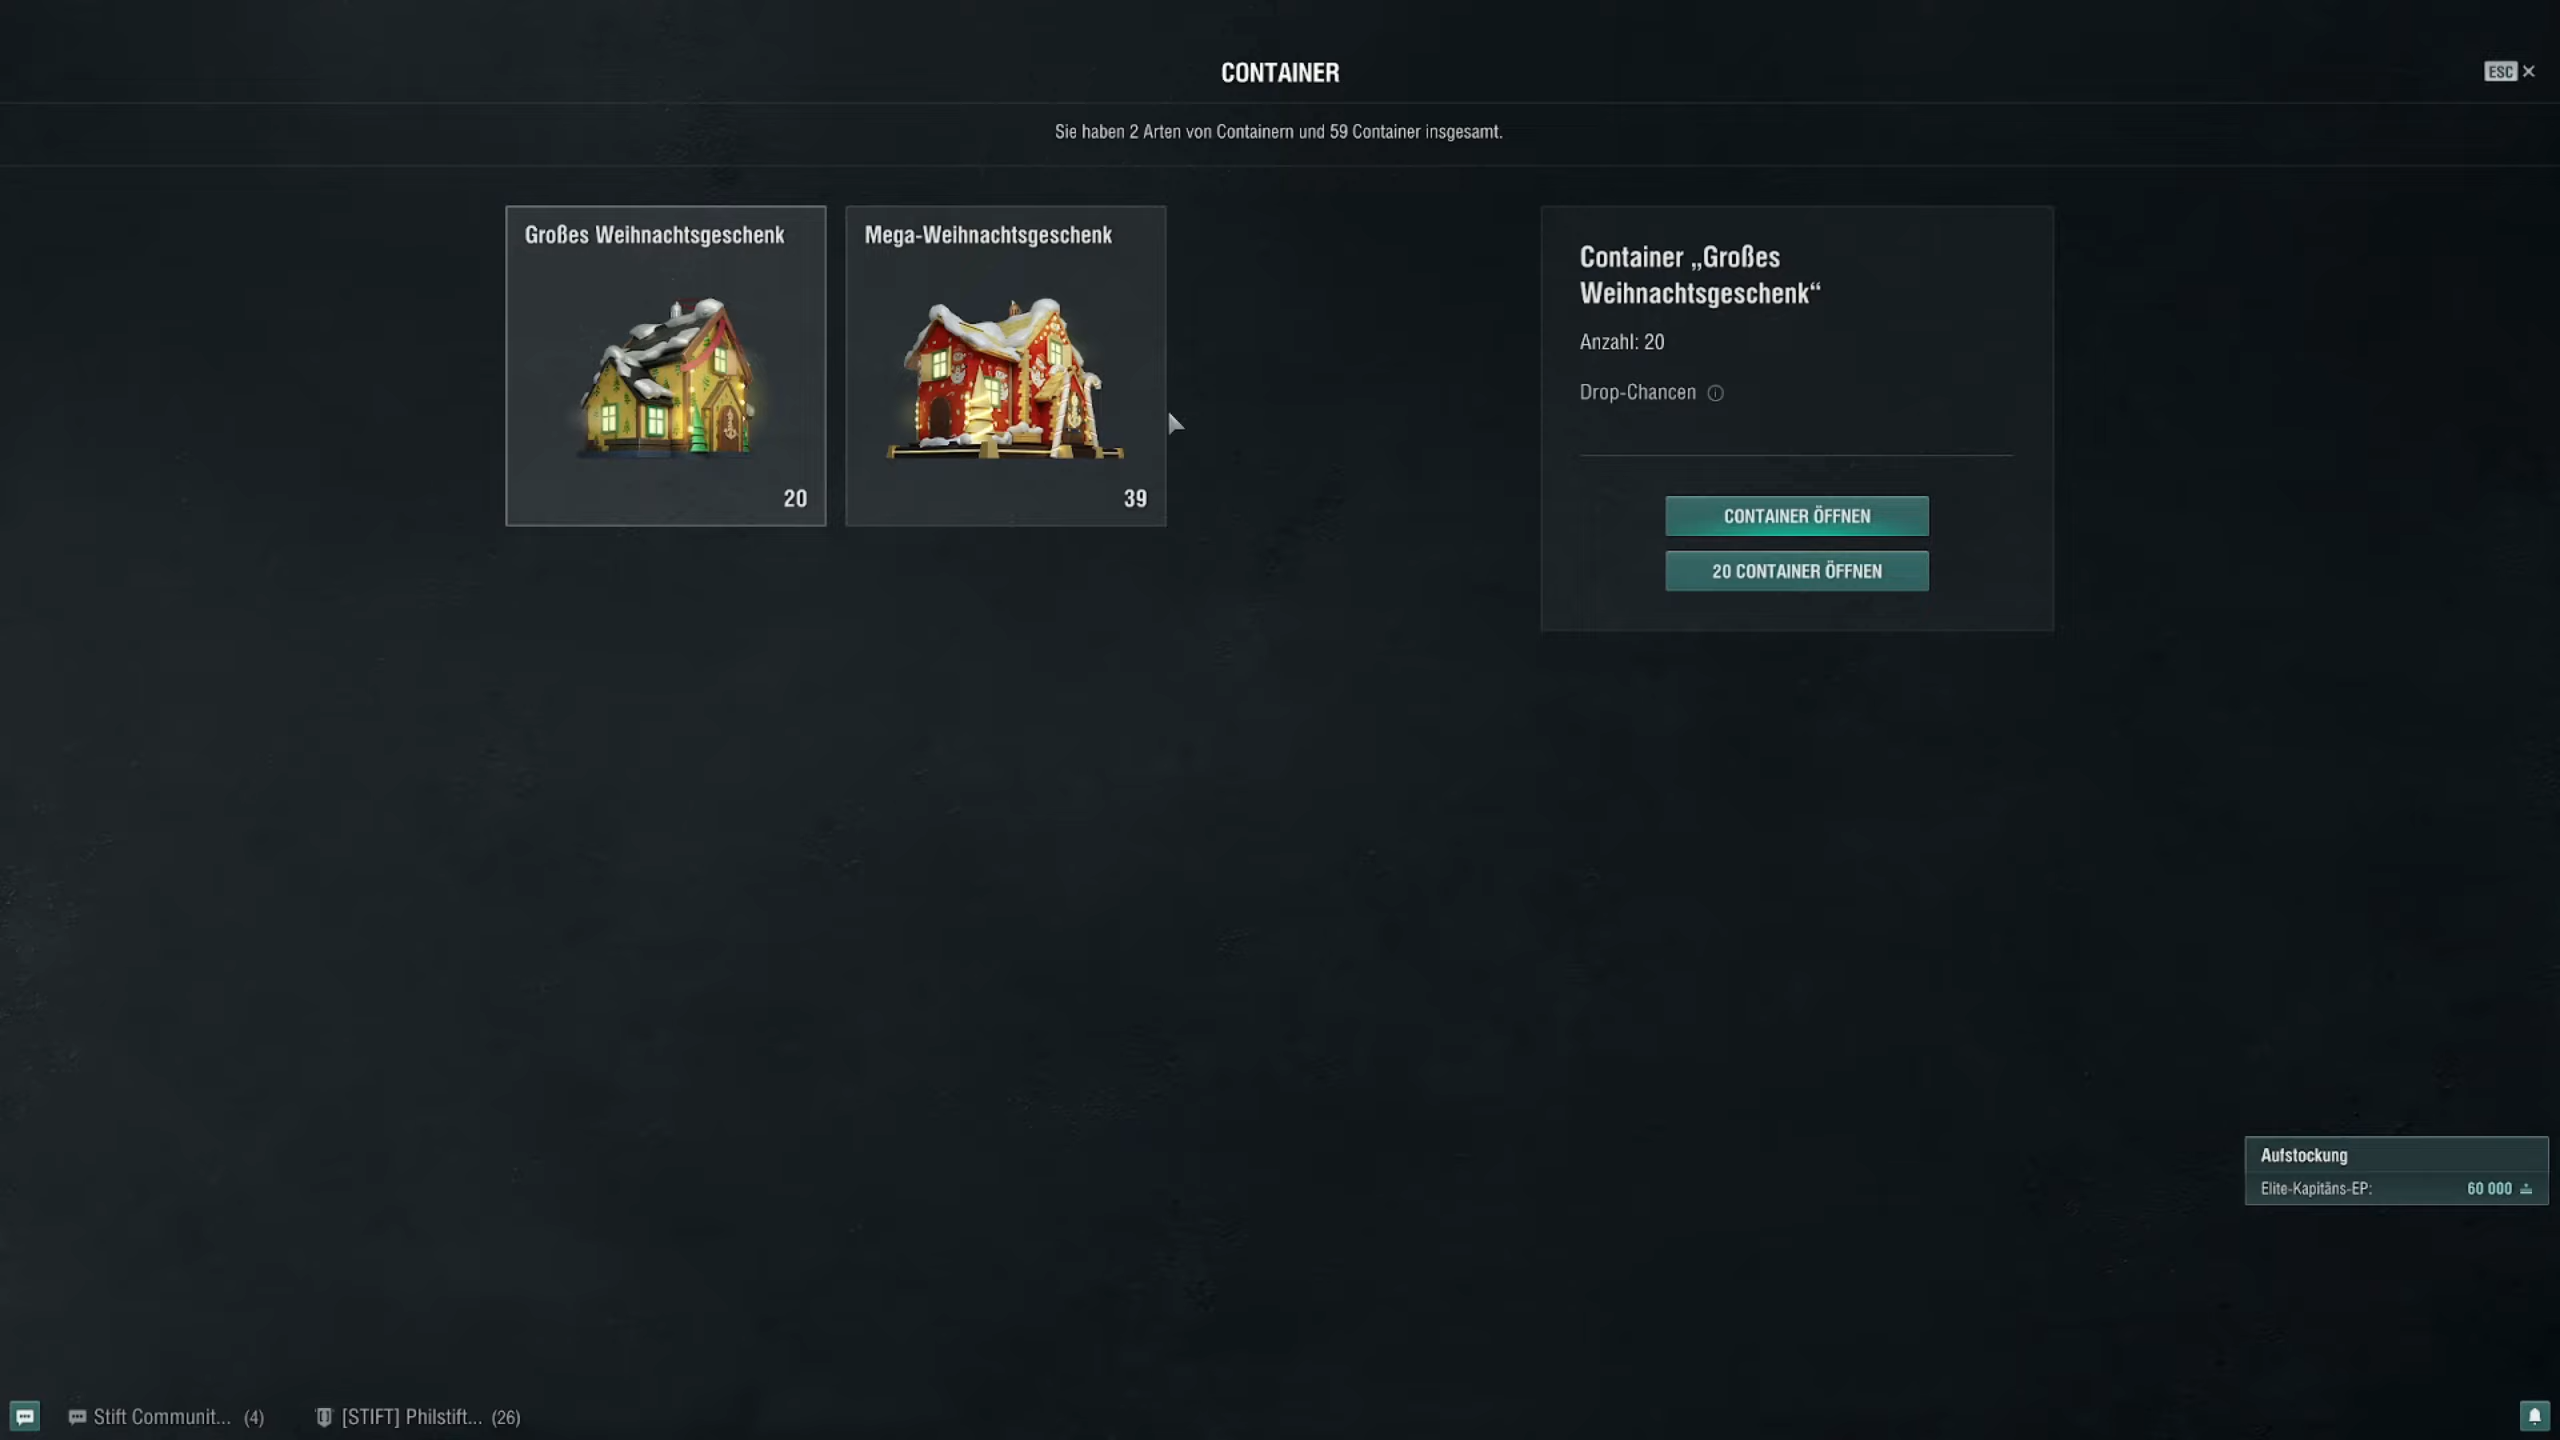 CONTAINER
ESC
Sie haben 2 Arten von Containern und 59 Container insgesamt.
Großes Weihnachtsgeschenk
20
Mega-Weihnachtsgeschenk
39
Container „Großes
Weihnachtsgeschenk“
Anzahl: 20
Drop-Chancen
CONTAINER ÖFFNEN
20 CONTAINER ÖFFNEN
Aufstockung
Elite-Kapitäns-EP: 60 000
Stift Communit... (4)
[STIFT] Philstift... (26)